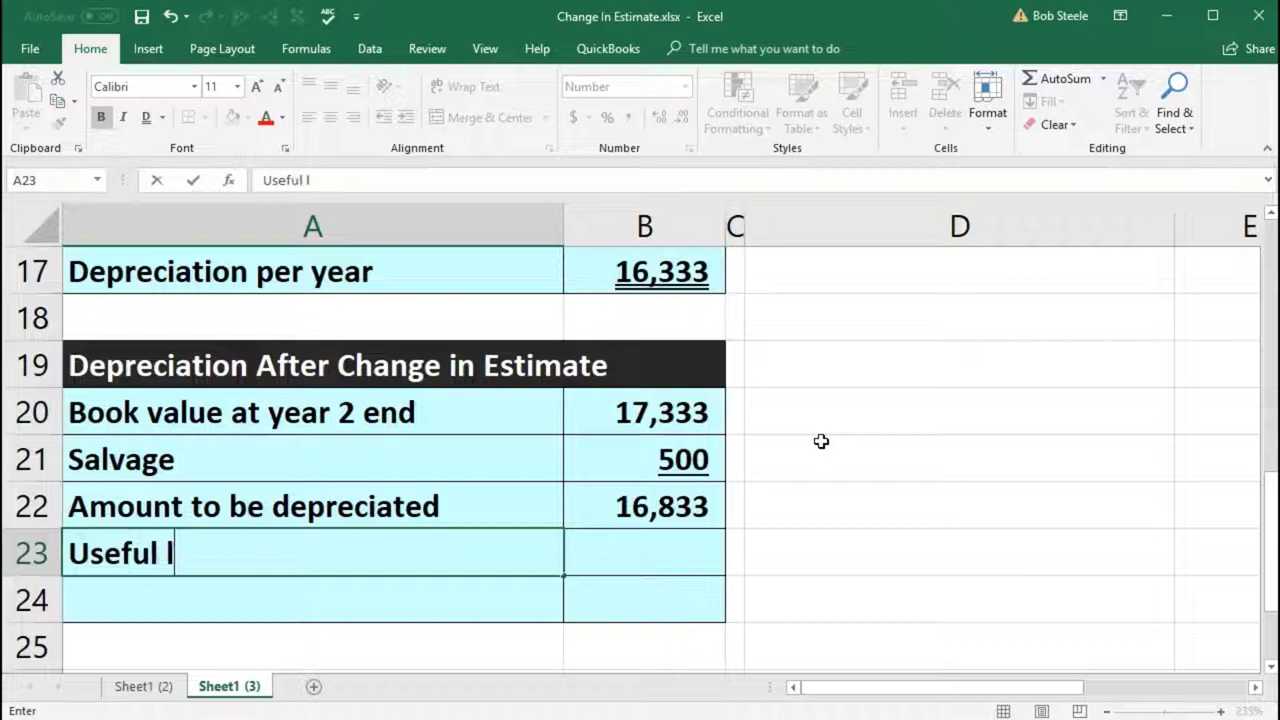 AutoSave Off
Change In Estimate.xlsx - Excel
Bob Steele
File Home Insert Page Layout Formulas Data Review View Help QuickBooks Tell me what you want to do Share
Paste
Clipboard
Calibri 11
B I D A
Font
Wrap Text
Merge & Center
Alignment
Number
$ % ,
Number
Conditional Formatting
Format as Table
Cell Styles
Styles
Insert Delete Format
Cells
AutoSum
Fill
Clear
Sort & Filter
Find & Select
Editing
A23 fx Useful l
A B C D E
17 Depreciation per year 16,333
18
19 Depreciation After Change in Estimate
20 Book value at year 2 end 17,333
21 Salvage 500
22 Amount to be depreciated 16,833
23 Useful l
24
25
Sheet1 (2) Sheet1 (3)
Enter 235%